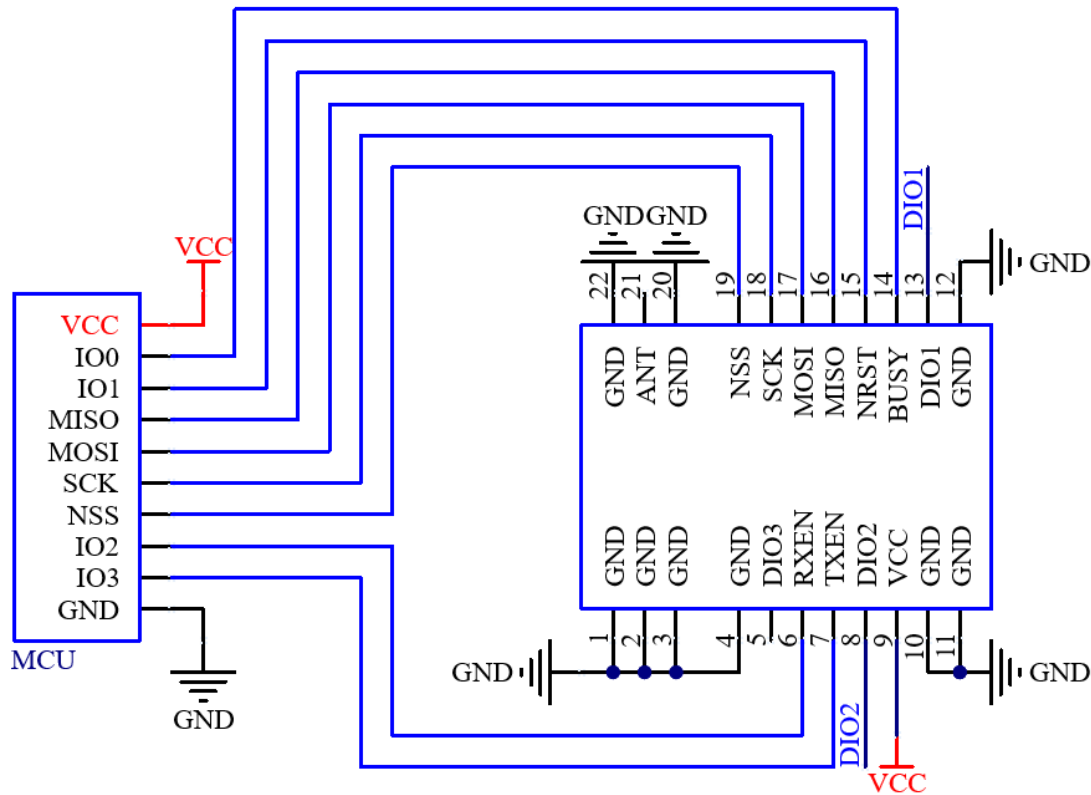 VCC
VCC
IO0
IO1
MISO
MOSI
SCK
NSS
IO2
IO3
GND
MCU
GND
GND GND
DIO1
GND
22 21 20 19 18 17 16 15 14 13 12
GND ANT GND NSS SCK MOSI MISO NRST BUSY DIO1 GND
GND GND GND GND DIO3 RXEN TXEN DIO2 VCC GND GND
1 2 3 4 5 6 7 8 9 10 11
GND
GND
DIO2
VCC